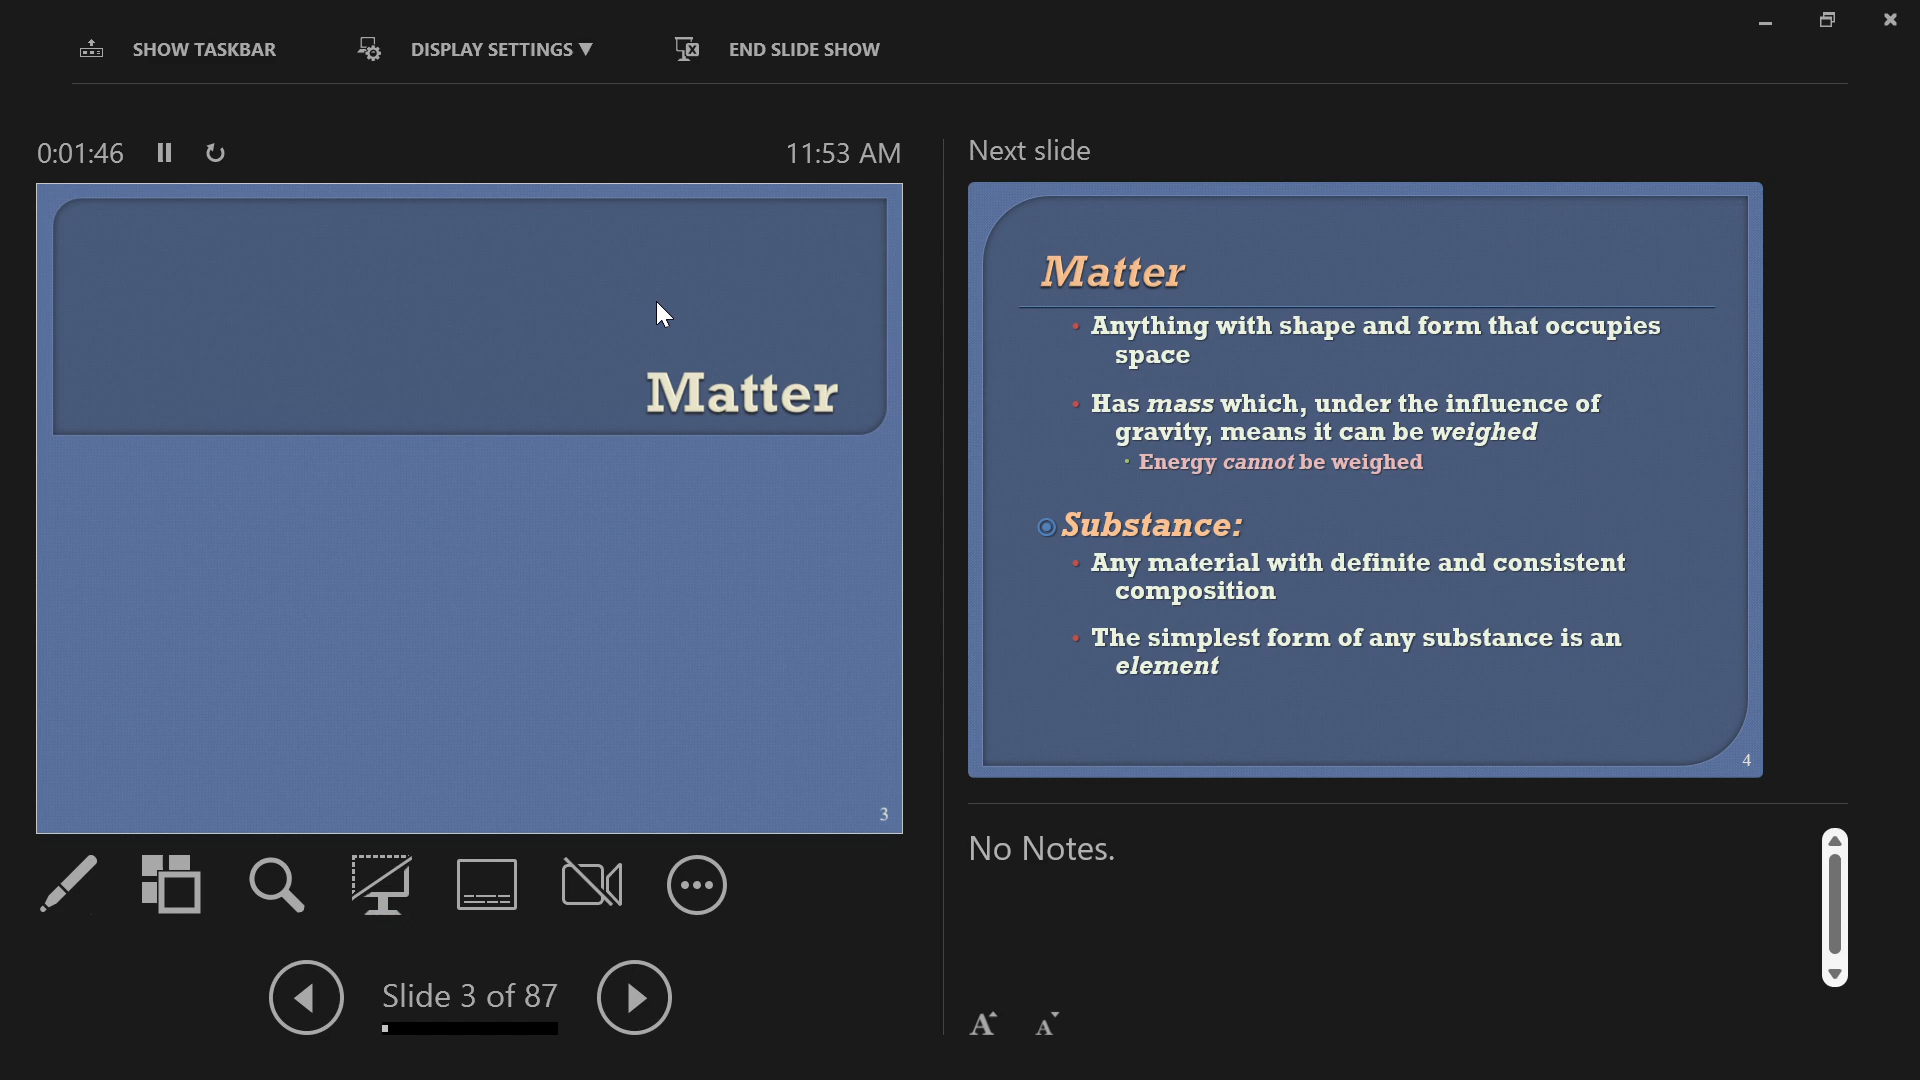 SHOW TASKBAR
DISPLAY SETTINGS ▼
END SLIDE SHOW
0:01:46
11:53 AM
Matter
3
Slide 3 of 87
Next slide
Matter
• Anything with shape and form that occupies
space
• Has mass which, under the influence of
gravity, means it can be weighed
• Energy cannot be weighed
Substance:
• Any material with definite and consistent
composition
• The simplest form of any substance is an
element
4
No Notes.
A A